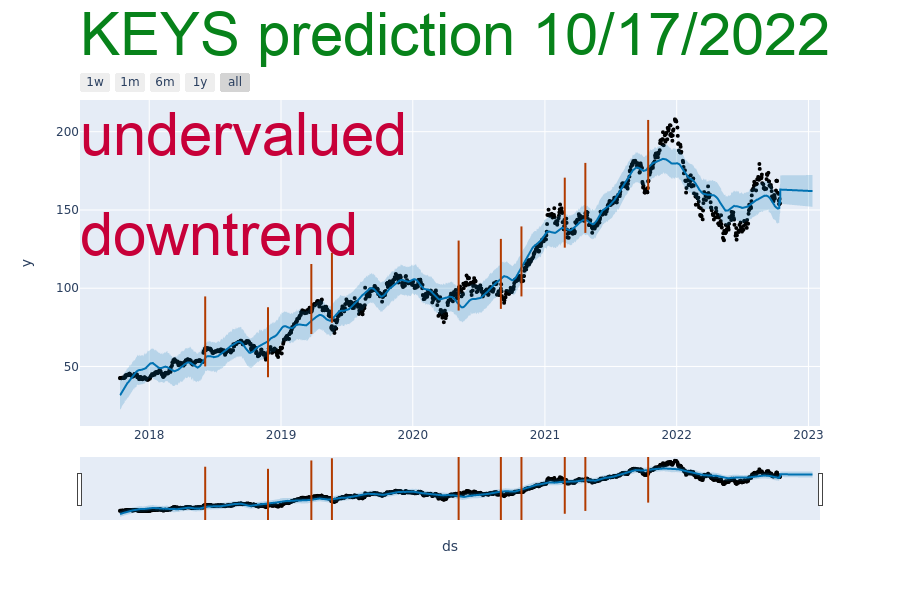 KEYS prediction 10/17/2022
1w 1m 6m 1y all
undervalued
downtrend
200
150
100
50
y
2018 2019 2020 2021 2022 2023
ds